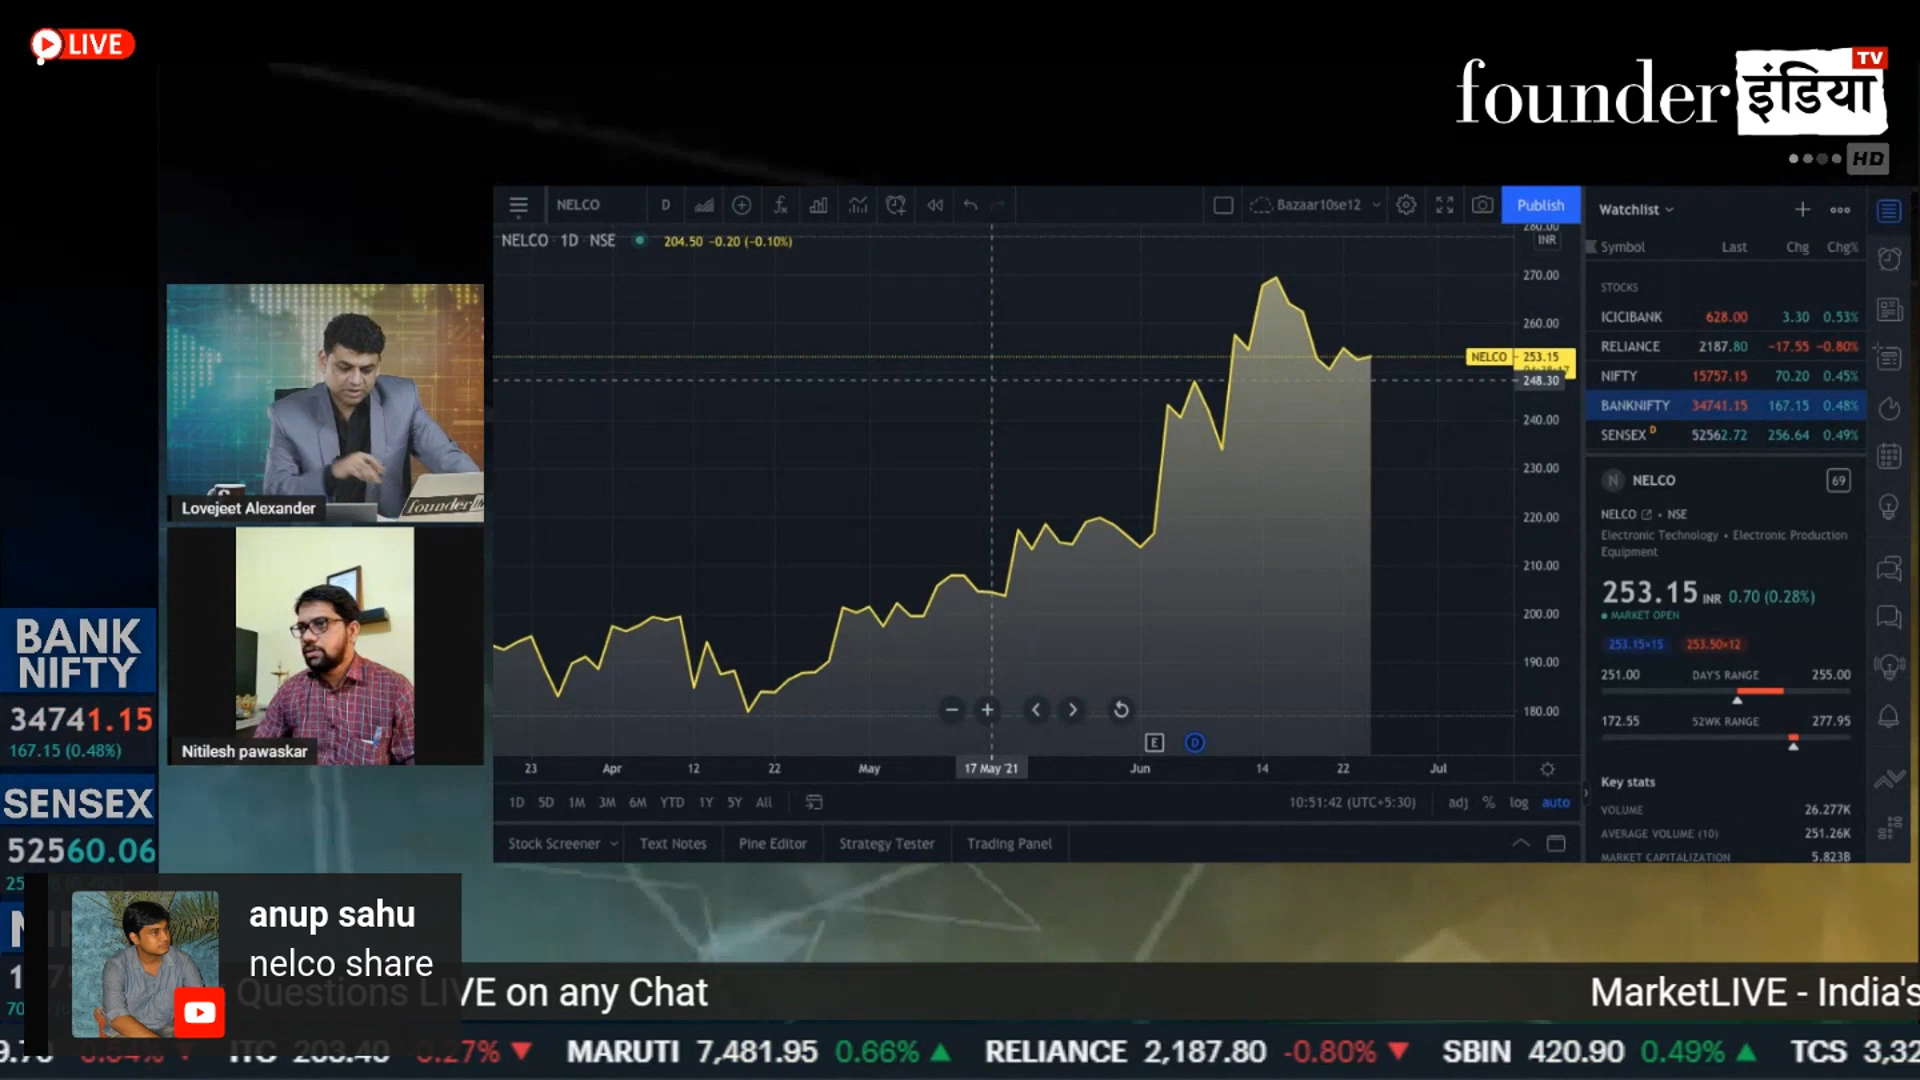 LIVE
founder इंडिया TV
HD
NELCO D Bazaar10se12 Publish
NELCO · 1D · NSE 204.50 −0.20 (−0.10%)
280.00
INR
270.00
260.00
NELCO 253.15
248.30
240.00
230.00
220.00
210.00
200.00
190.00
180.00
E D
23 Apr 12 22 May 17 May '21 Jun 14 22 Jul
1D 5D 1M 3M 6M YTD 1Y 5Y All 10:51:42 (UTC+5:30) adj % log auto
Stock Screener Text Notes Pine Editor Strategy Tester Trading Panel
Watchlist
Symbol Last Chg Chg%
STOCKS
ICICIBANK 628.00 3.30 0.53%
RELIANCE 2187.80 −17.55 −0.80%
NIFTY 15757.15 70.20 0.45%
BANKNIFTY 34741.15 167.15 0.48%
SENSEX D 52562.72 256.64 0.49%
N NELCO 69
NELCO • NSE
Electronic Technology • Electronic Production
Equipment
253.15 INR 0.70 (0.28%)
MARKET OPEN
253.15×15 253.50×12
251.00 DAY'S RANGE 255.00
172.55 52WK RANGE 277.95
Key stats
VOLUME 26.277K
AVERAGE VOLUME (10) 251.26K
MARKET CAPITALIZATION 5.823B
founder
Lovejeet Alexander
Nitilesh pawaskar
BANK
NIFTY
34741.15
167.15 (0.48%)
SENSEX
52560.06
anup sahu
nelco share
Questions LIVE on any Chat
MarketLIVE - India's
ITC 203.40 -0.27% ▼ MARUTI 7,481.95 0.66% ▲ RELIANCE 2,187.80 -0.80% ▼ SBIN 420.90 0.49% ▲ TCS 3,32